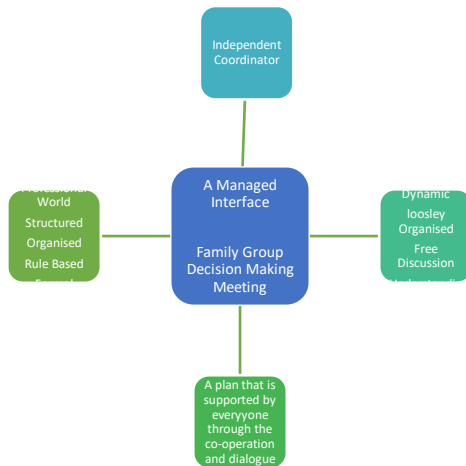 Independent
Coordinator
A Managed
Interface
Family Group
Decision Making
Meeting
Professional
World
Structured
Organised
Rule Based
Dynamic
loosley
Organised
Free
Discussion
A plan that is
supported by
everyyone
through the
co-operation
and dialogue